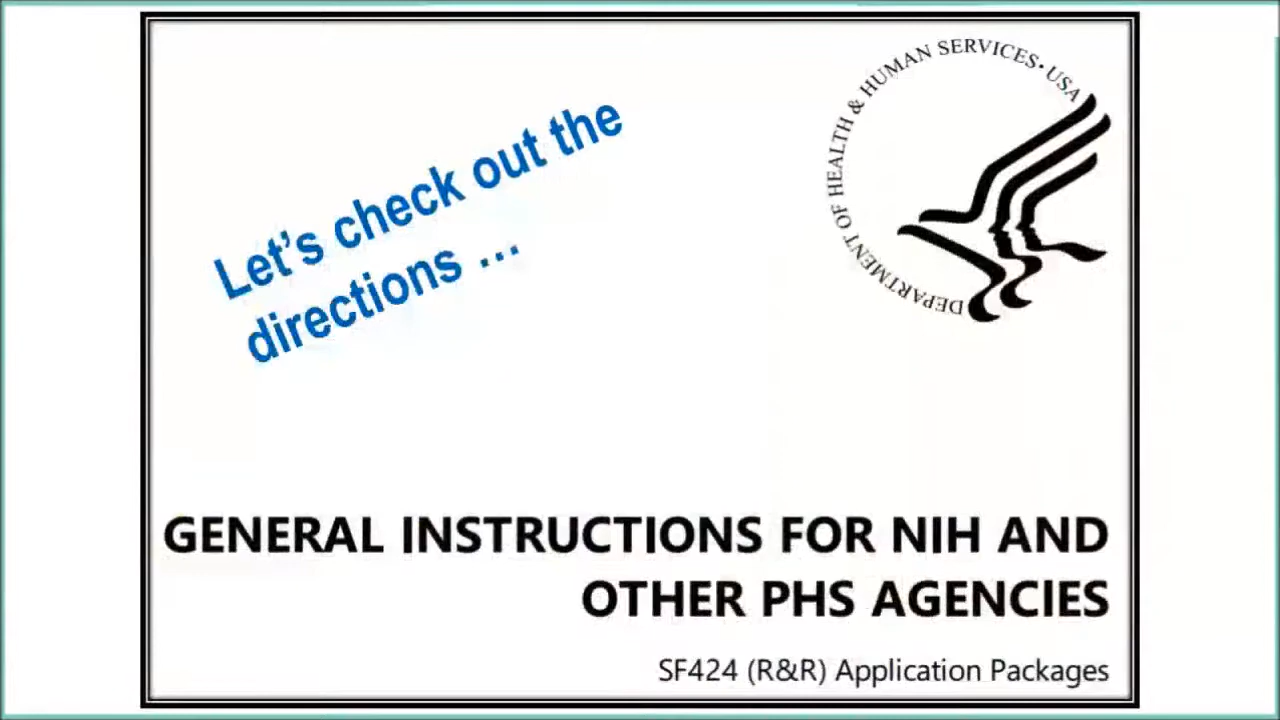 DEPARTMENT OF HEALTH & HUMAN SERVICES • USA
Let's check out the
directions …
GENERAL INSTRUCTIONS FOR NIH AND
OTHER PHS AGENCIES
SF424 (R&R) Application Packages